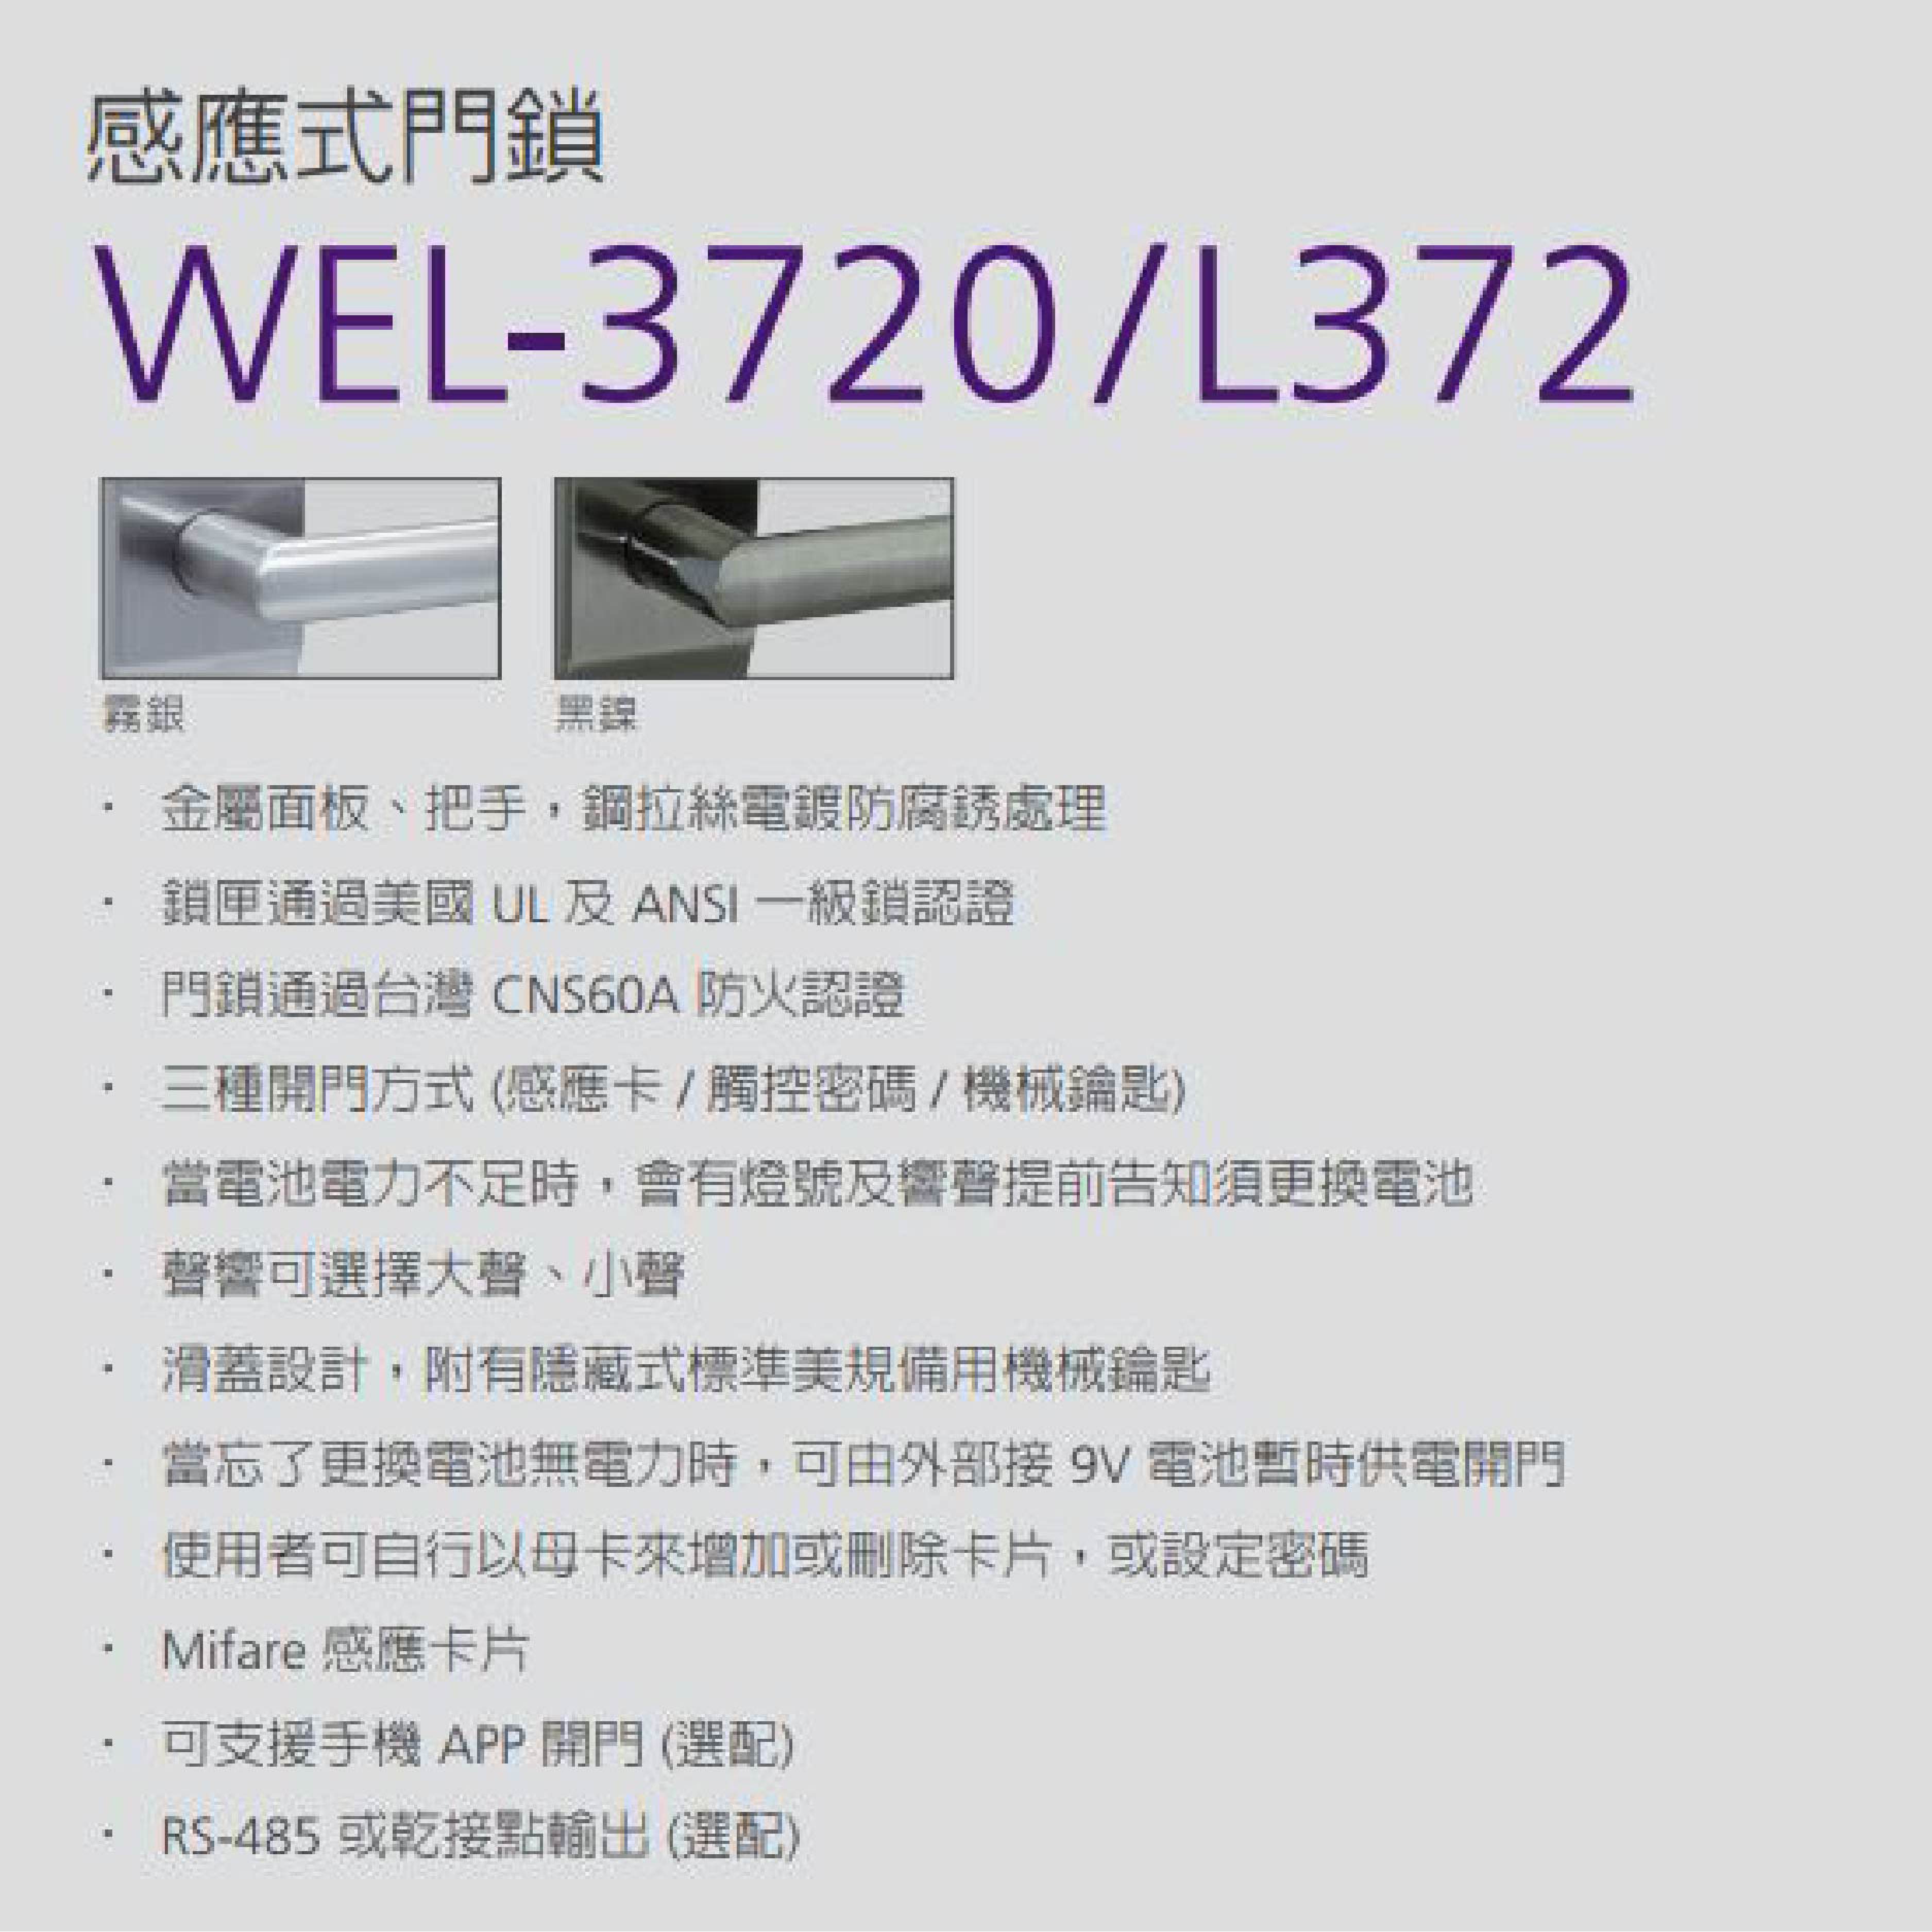 感應式門鎖
WEL-3720/L372
霧銀
黑鎳
· 金屬面板、把手，鋼拉絲電鍍防腐銹處理
· 鎖匣通過美國 UL 及 ANSI 一級鎖認證
· 門鎖通過台灣 CNS60A 防火認證
· 三種開門方式 (感應卡 / 觸控密碼 / 機械鑰匙)
· 當電池電力不足時，會有燈號及響聲提前告知須更換電池
· 聲響可選擇大聲、小聲
· 滑蓋設計，附有隱藏式標準美規備用機械鑰匙
· 當忘了更換電池無電力時，可由外部接 9V 電池暫時供電開門
· 使用者可自行以母卡來增加或刪除卡片，或設定密碼
· Mifare 感應卡片
· 可支援手機 APP 開門 (選配)
· RS-485 或乾接點輸出 (選配)